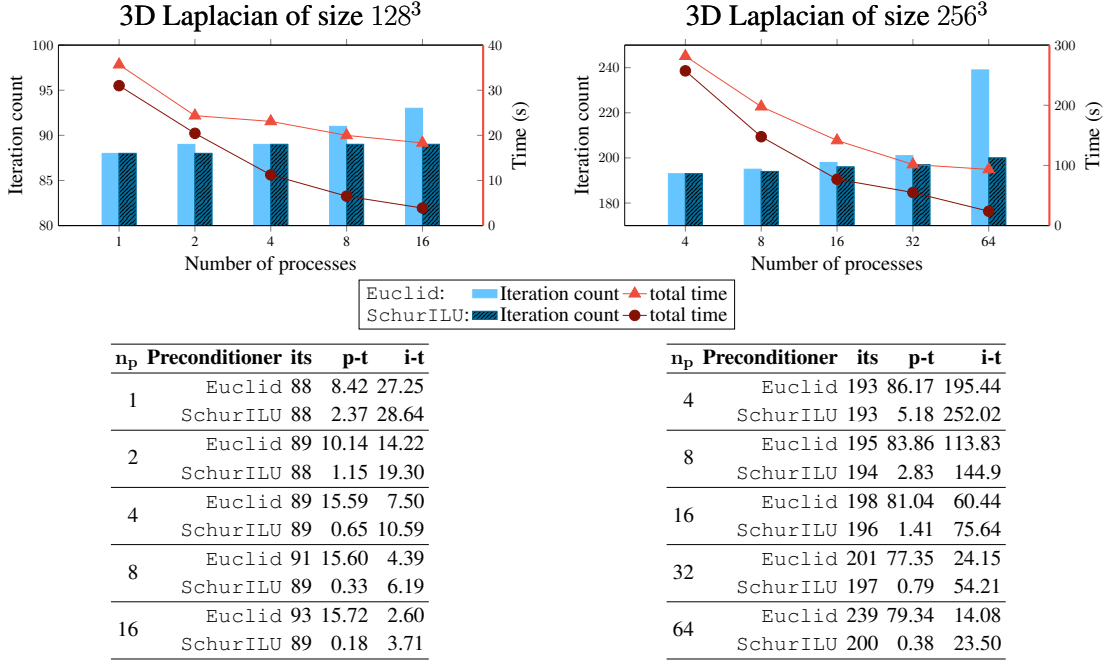 3D Laplacian of size 128³
100
95
90
85
80
Iteration count
40
30
20
10
0
Time (s)
1 2 4 8 16
Number of processes
3D Laplacian of size 256³
240
220
200
180
Iteration count
300
200
100
0
Time (s)
4 8 16 32 64
Number of processes
Euclid: Iteration count total time
SchurILU: Iteration count total time
n_p Preconditioner its p-t i-t
1
Euclid 88 8.42 27.25
SchurILU 88 2.37 28.64
2
Euclid 89 10.14 14.22
SchurILU 88 1.15 19.30
4
Euclid 89 15.59 7.50
SchurILU 89 0.65 10.59
8
Euclid 91 15.60 4.39
SchurILU 89 0.33 6.19
16
Euclid 93 15.72 2.60
SchurILU 89 0.18 3.71
n_p Preconditioner its p-t i-t
4
Euclid 193 86.17 195.44
SchurILU 193 5.18 252.02
8
Euclid 195 83.86 113.83
SchurILU 194 2.83 144.9
16
Euclid 198 81.04 60.44
SchurILU 196 1.41 75.64
32
Euclid 201 77.35 24.15
SchurILU 197 0.79 54.21
64
Euclid 239 79.34 14.08
SchurILU 200 0.38 23.50